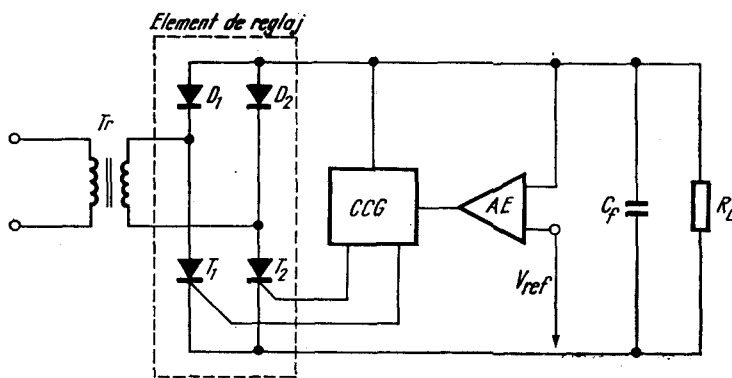 Element de reglaj
D1
D2
Tr
CCG
AE
Cf
RL
T1
T2
Vref